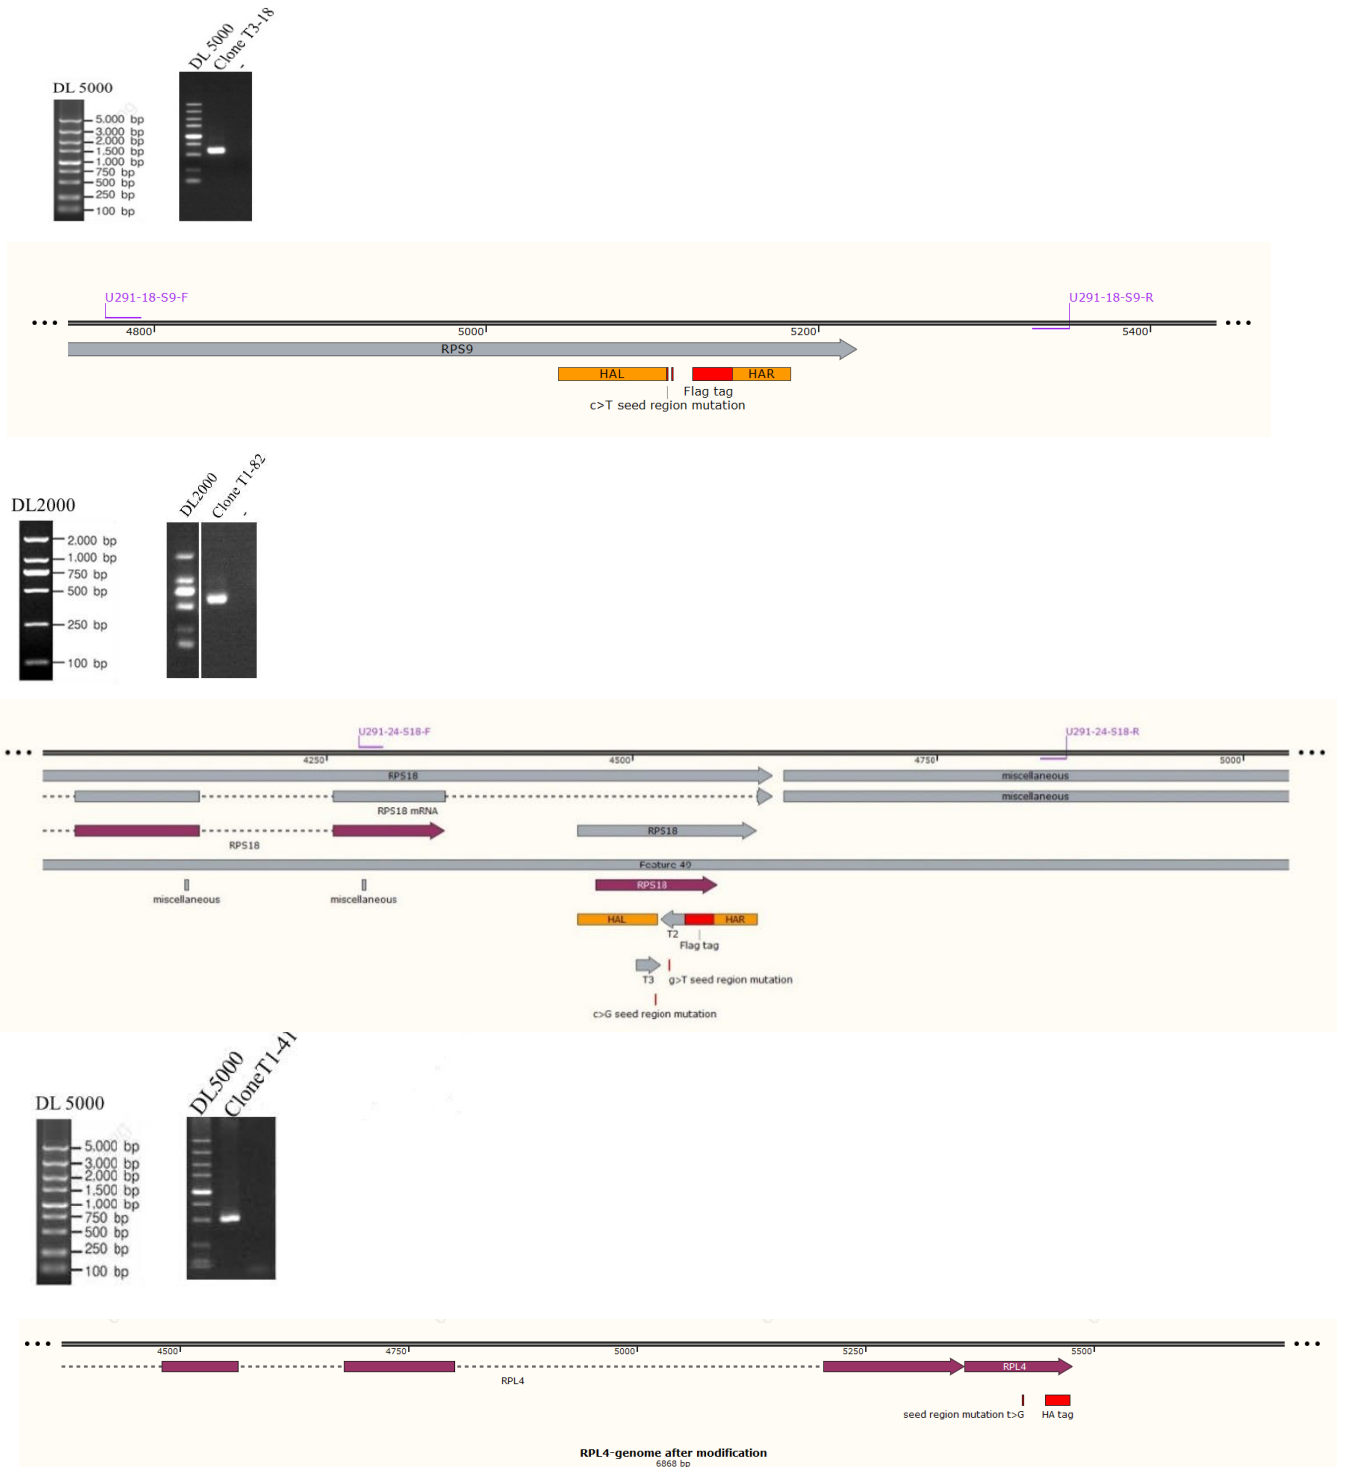 DL 5000
Clone T3-18
-
DL 5000
5.000 bp
3.000 bp
2.000 bp
1.500 bp
1.000 bp
750 bp
500 bp
250 bp
100 bp
U291-18-S9-F
U291-18-S9-R
4800
5000
5200
5400
RPS9
HAL
HAR
Flag tag
c>T seed region mutation
DL2000
Clone T1-82
-
DL2000
2.000 bp
1.000 bp
750 bp
500 bp
250 bp
100 bp
U291-24-S18-F
U291-24-S18-R
4250
4500
4750
5000
RPS18
miscellaneous
miscellaneous
RPS18 mRNA
RPS18
RPS18
Feature 49
miscellaneous
miscellaneous
RPS18
HAL
HAR
T2
Flag tag
T3
g>T seed region mutation
c>G seed region mutation
DL5000
CloneT1-41
DL 5000
5.000 bp
3.000 bp
2.000 bp
1.500 bp
1.000 bp
750 bp
500 bp
250 bp
100 bp
4500
4750
5000
5250
5500
RPL4
RPL4
seed region mutation t>G
HA tag
RPL4-genome after modification
6868 bp